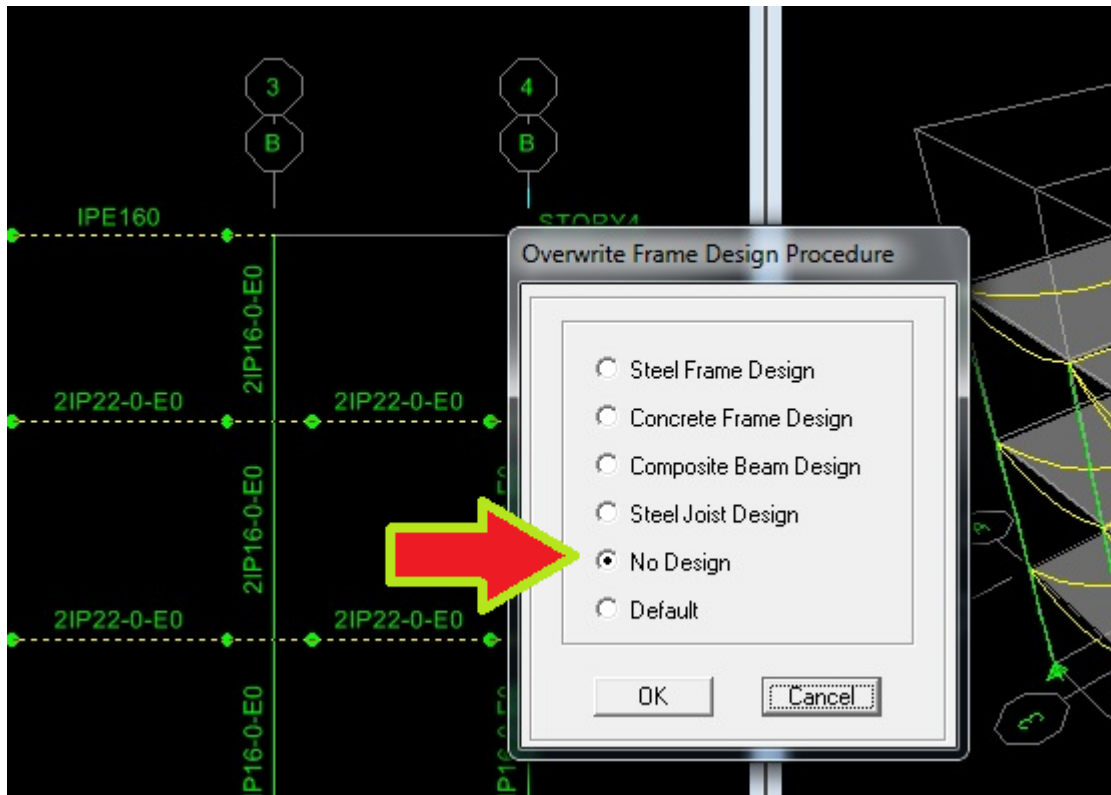 3
4
B
B
IPE160
STORY4
2IP16-0-E0
2IP22-0-E0
2IP22-0-E0
2IP16-0-E0
2IP22-0-E0
2IP22-0-E0
P16-0-E0
Overwrite Frame Design Procedure
Steel Frame Design
Concrete Frame Design
Composite Beam Design
Steel Joist Design
No Design
Default
OK
Cancel
3